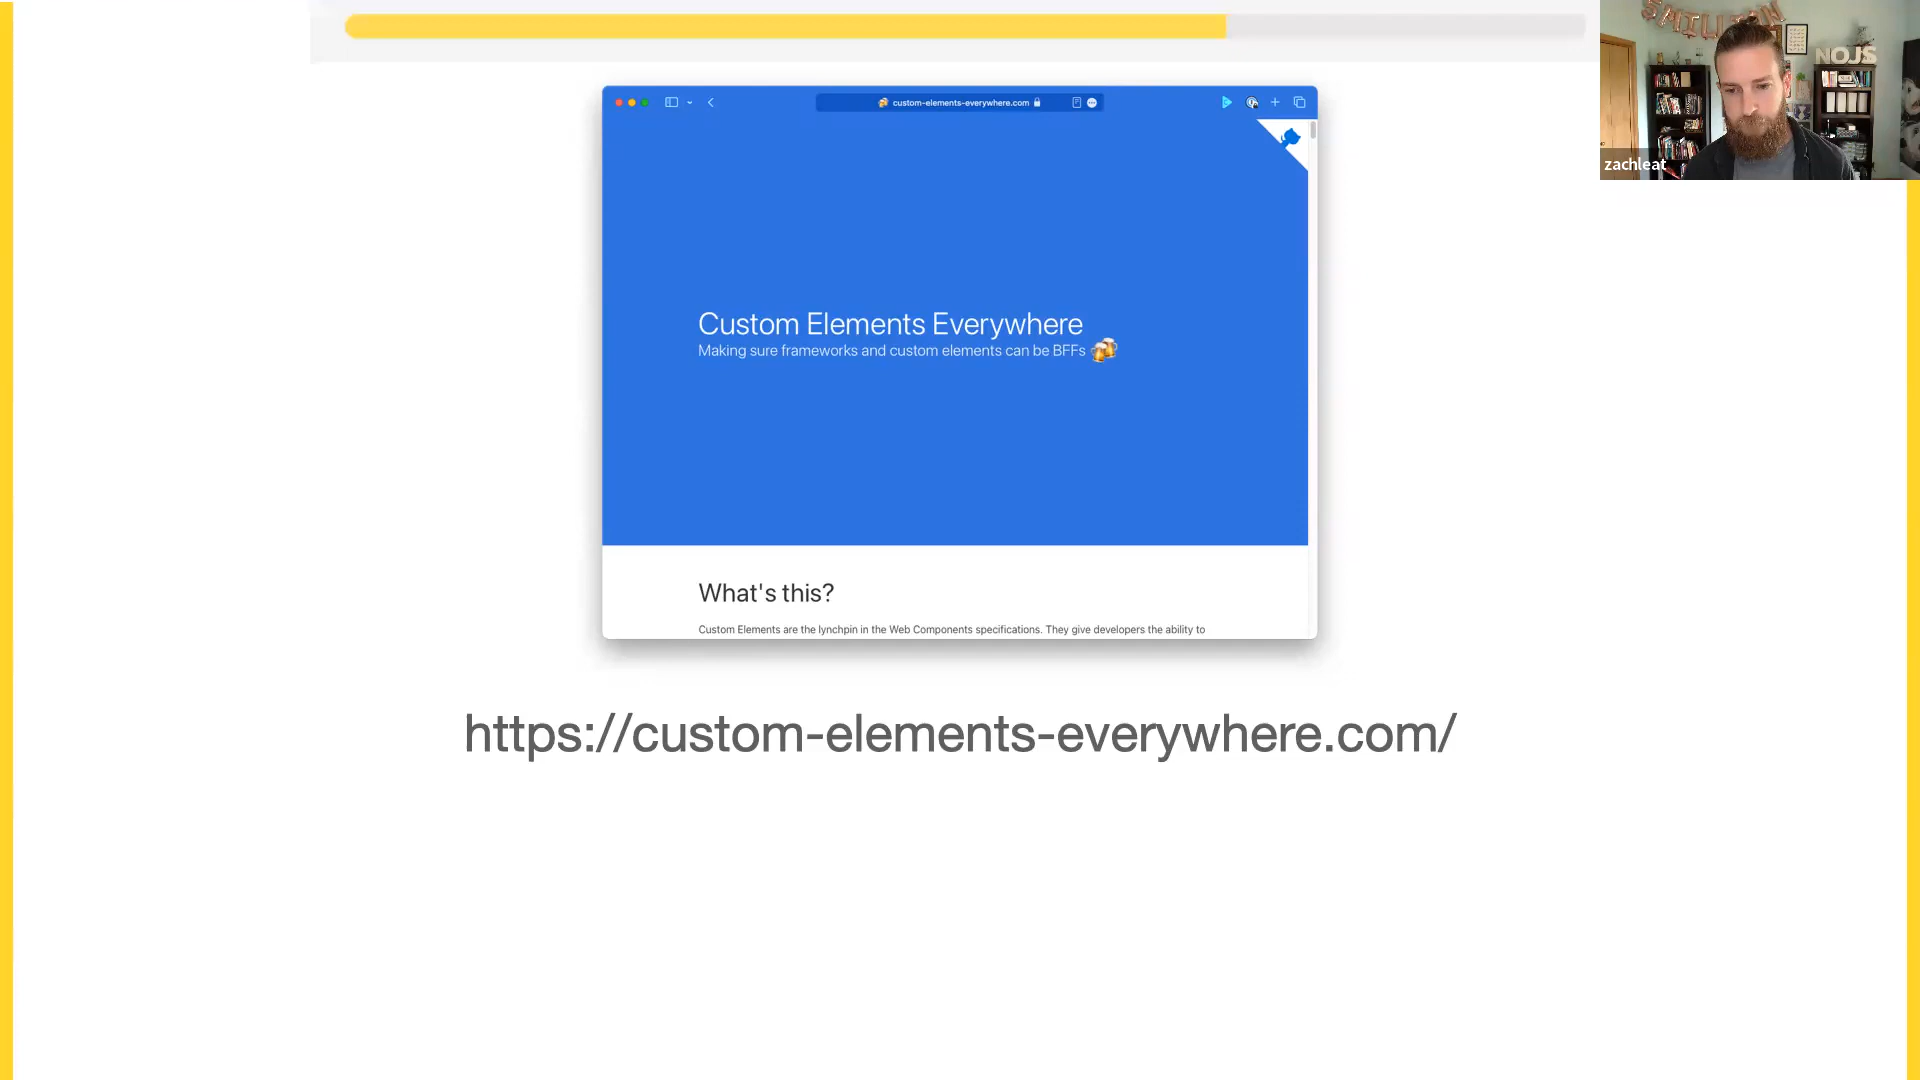 custom-elements-everywhere.com
Custom Elements Everywhere
Making sure frameworks and custom elements can be BFFs
What's this?
Custom Elements are the lynchpin in the Web Components specifications. They give developers the ability to
https://custom-elements-everywhere.com/
5MILLION
NOJS
zachleat